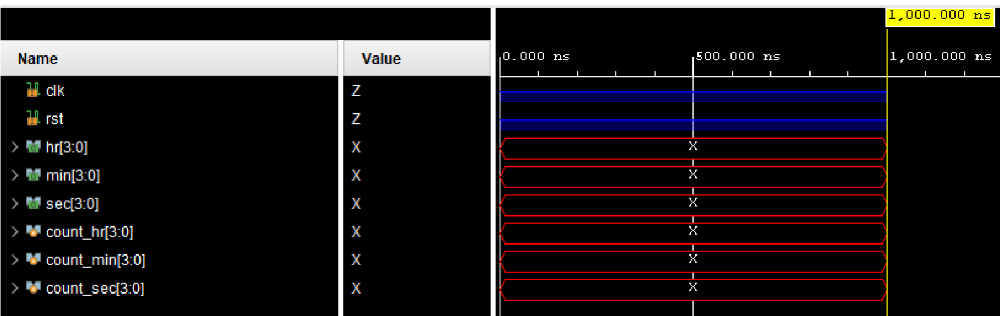 1,000.000 ns
Name Value 0.000 ns 500.000 ns 1,000.000 ns
clk Z
rst Z
hr[3:0] X X
min[3:0] X X
sec[3:0] X X
count_hr[3:0] X X
count_min[3:0] X X
count_sec[3:0] X X